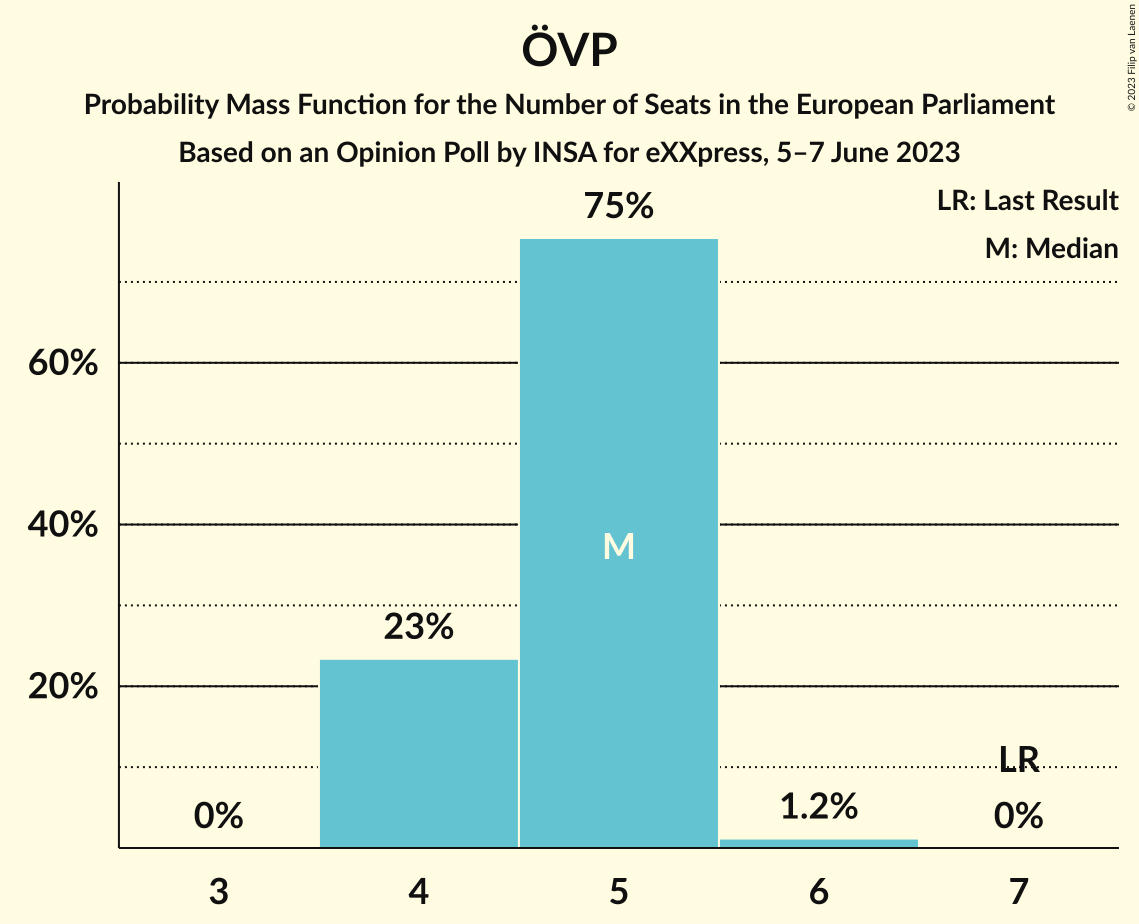 ÖVP
Probability Mass Function for the Number of Seats in the European Parliament
Based on an Opinion Poll by INSA for eXXpress, 5–7 June 2023
© 2023 Filip van Laenen
LR: Last Result
M: Median
75%
60%
40%
20%
M
23%
0%
1.2%
LR
0%
3
4
5
6
7